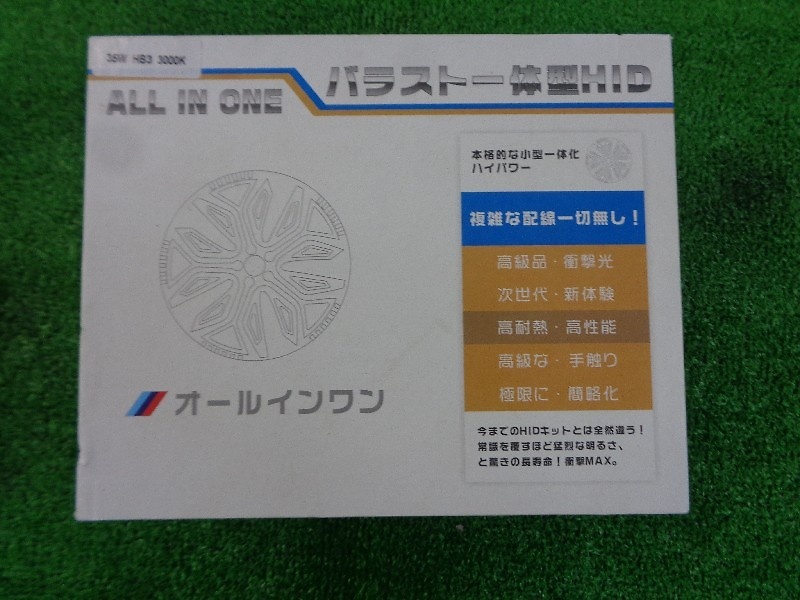 35W HB3 3000K
ALL IN ONE
バラスト一体型HID
本格的な小型一体化
ハイパワー
複雑な配線一切無し！
高級品・衝撃光
次世代・新体験
高耐熱・高性能
高級な・手触り
極限に・簡略化
オールインワン
今までのHIDキットとは全然違う！
常識を覆すほど猛烈な明るさ、
と驚きの長寿命！衝撃MAX。